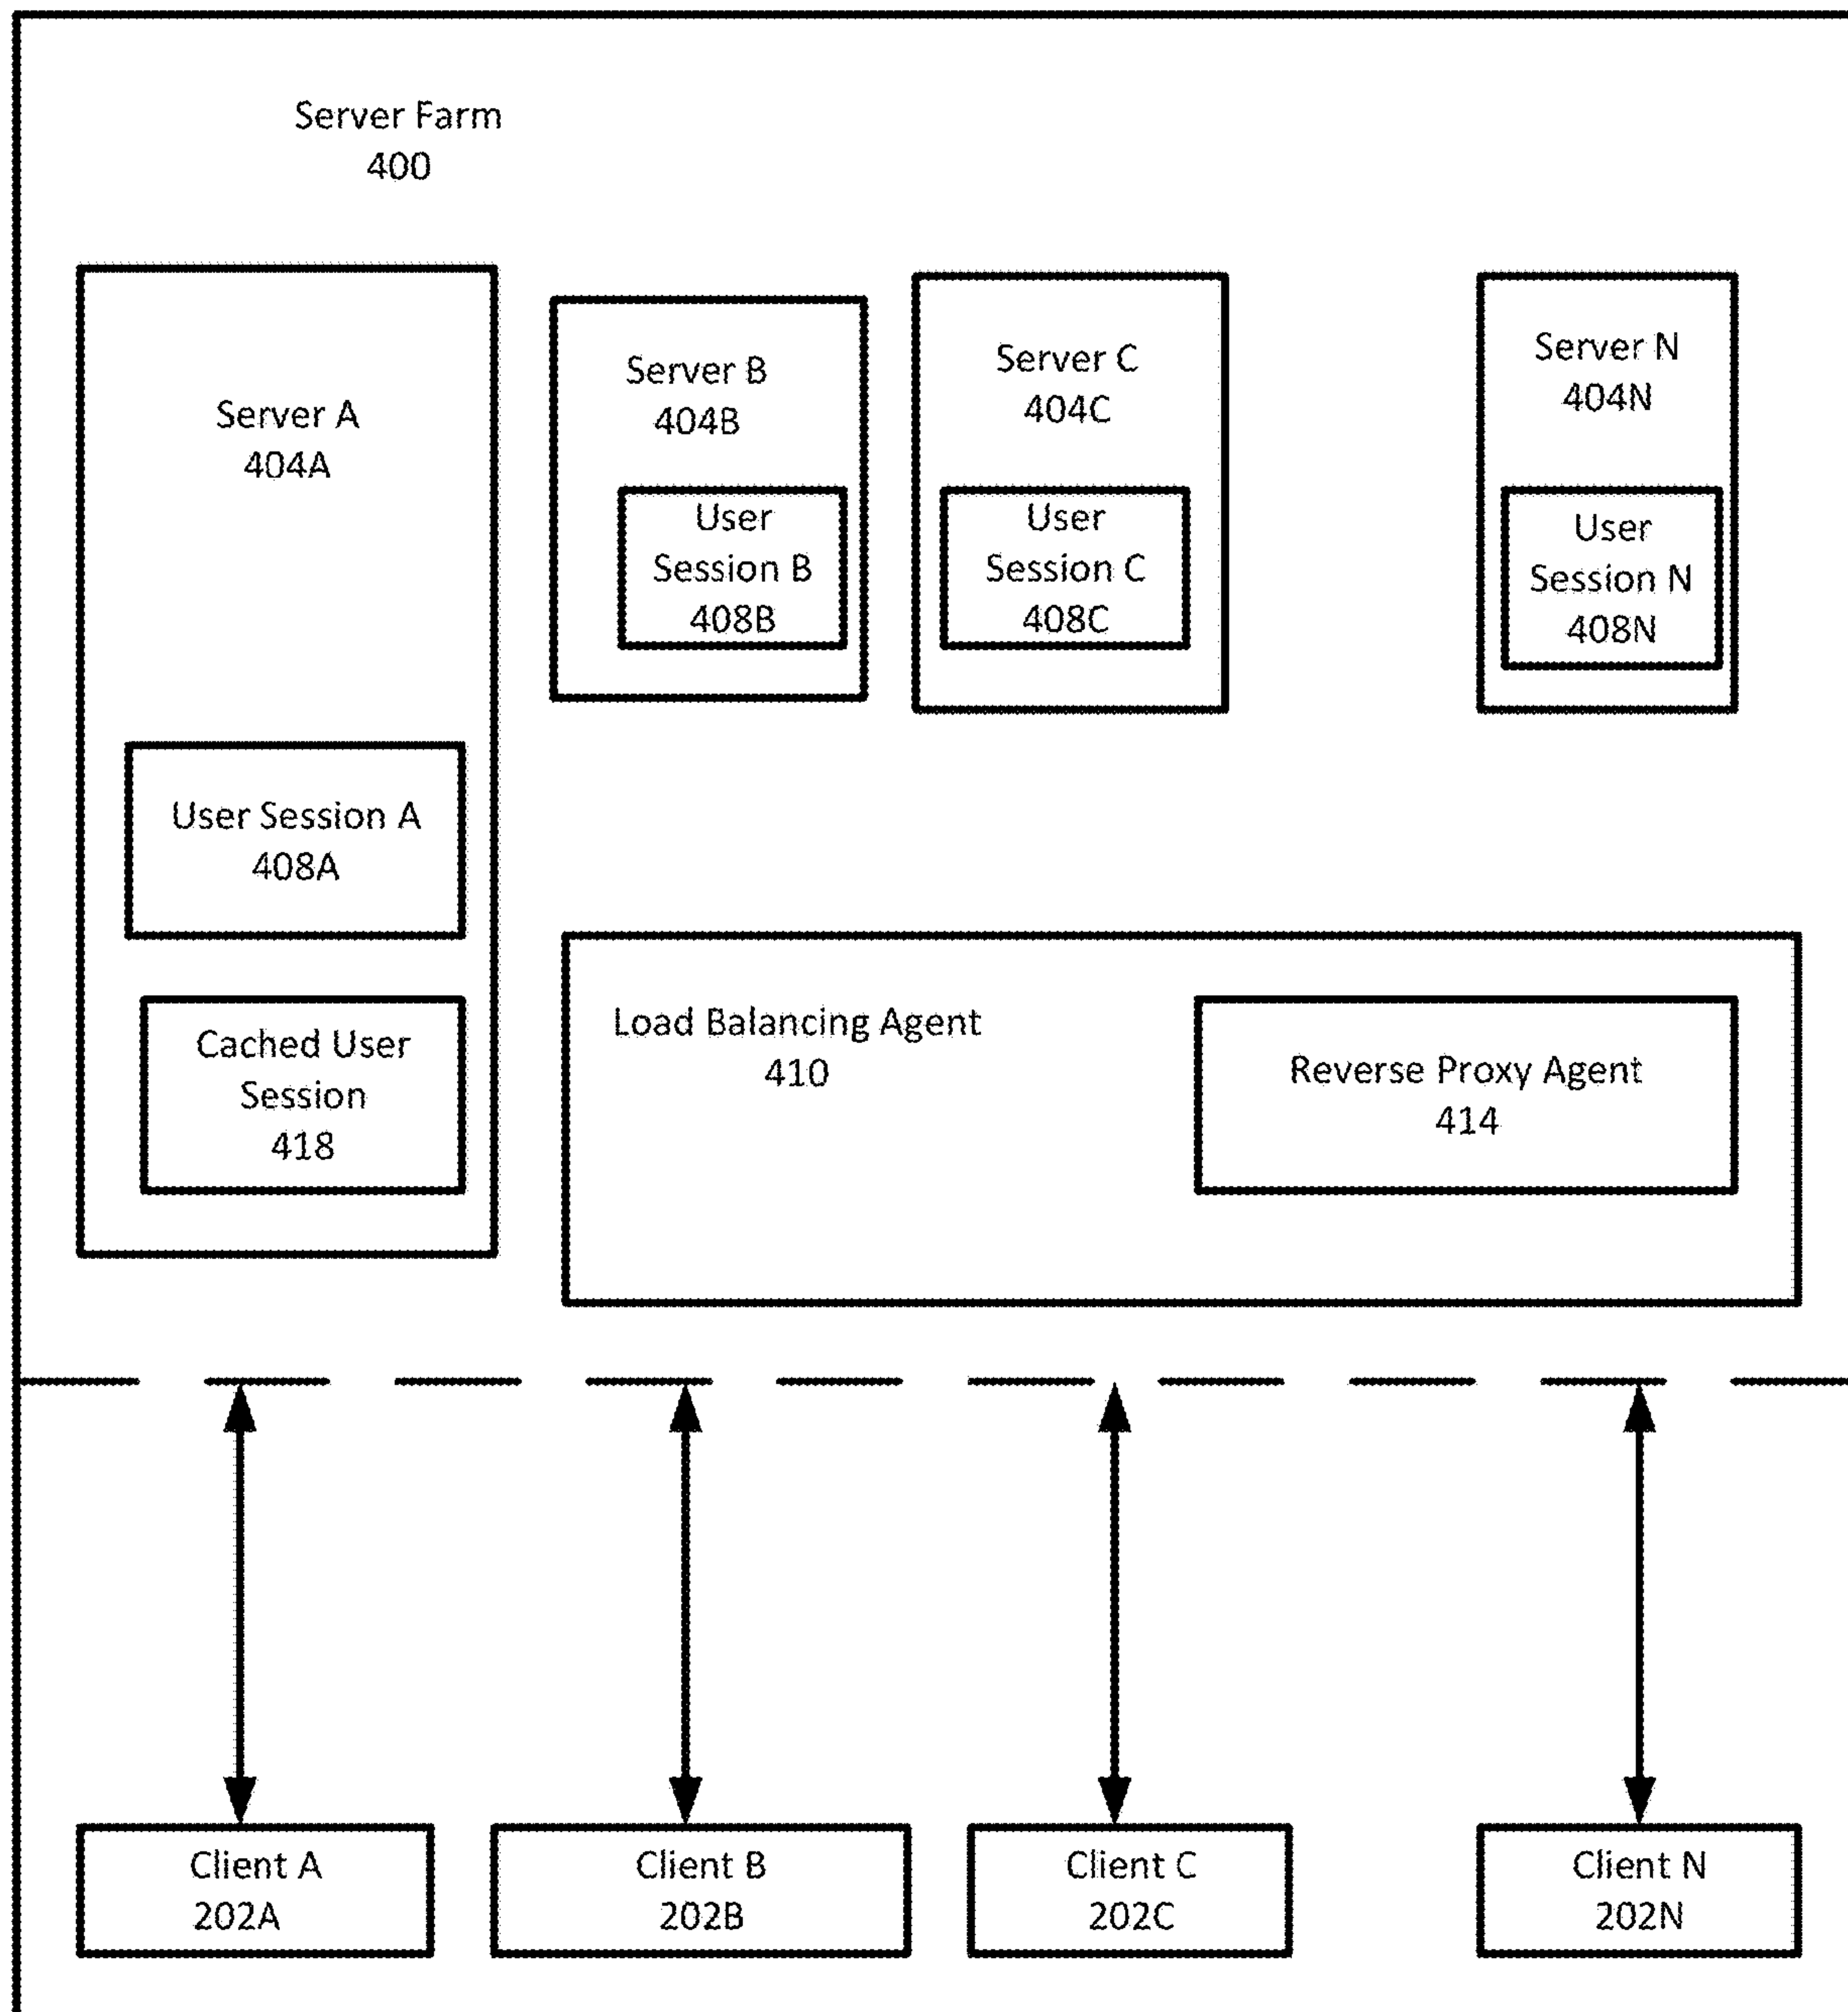 Server Farm
400
Server A
404A
User Session A
408A
Cached User
Session
418
Server B
404B
User
Session B
408B
Server C
404C
User
Session C
408C
Server N
404N
User
Session N
408N
Load Balancing Agent
410
Reverse Proxy Agent
414
Client A
202A
Client B
202B
Client C
202C
Client N
202N